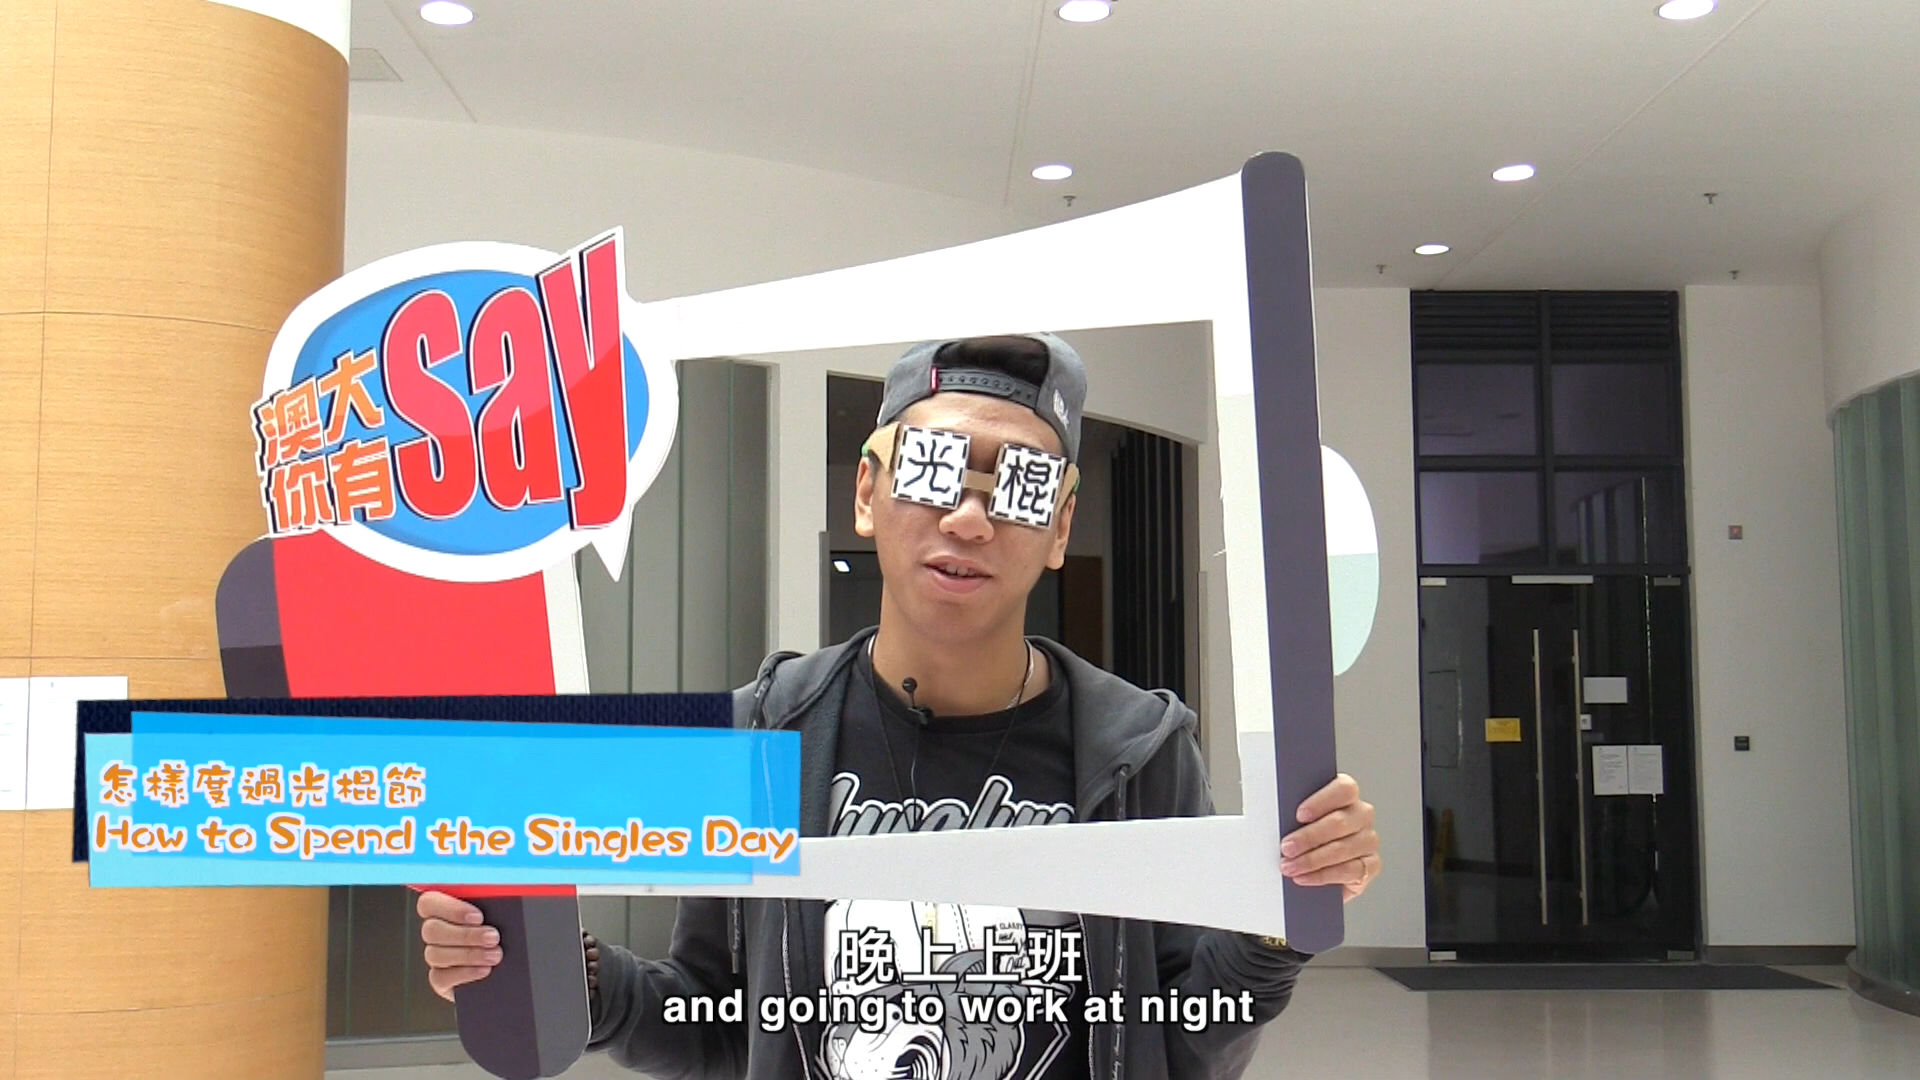 澳大
你有
say
光棍
怎樣度過光棍節
How to Spend the Singles Day
晚上上班
and going to work at night